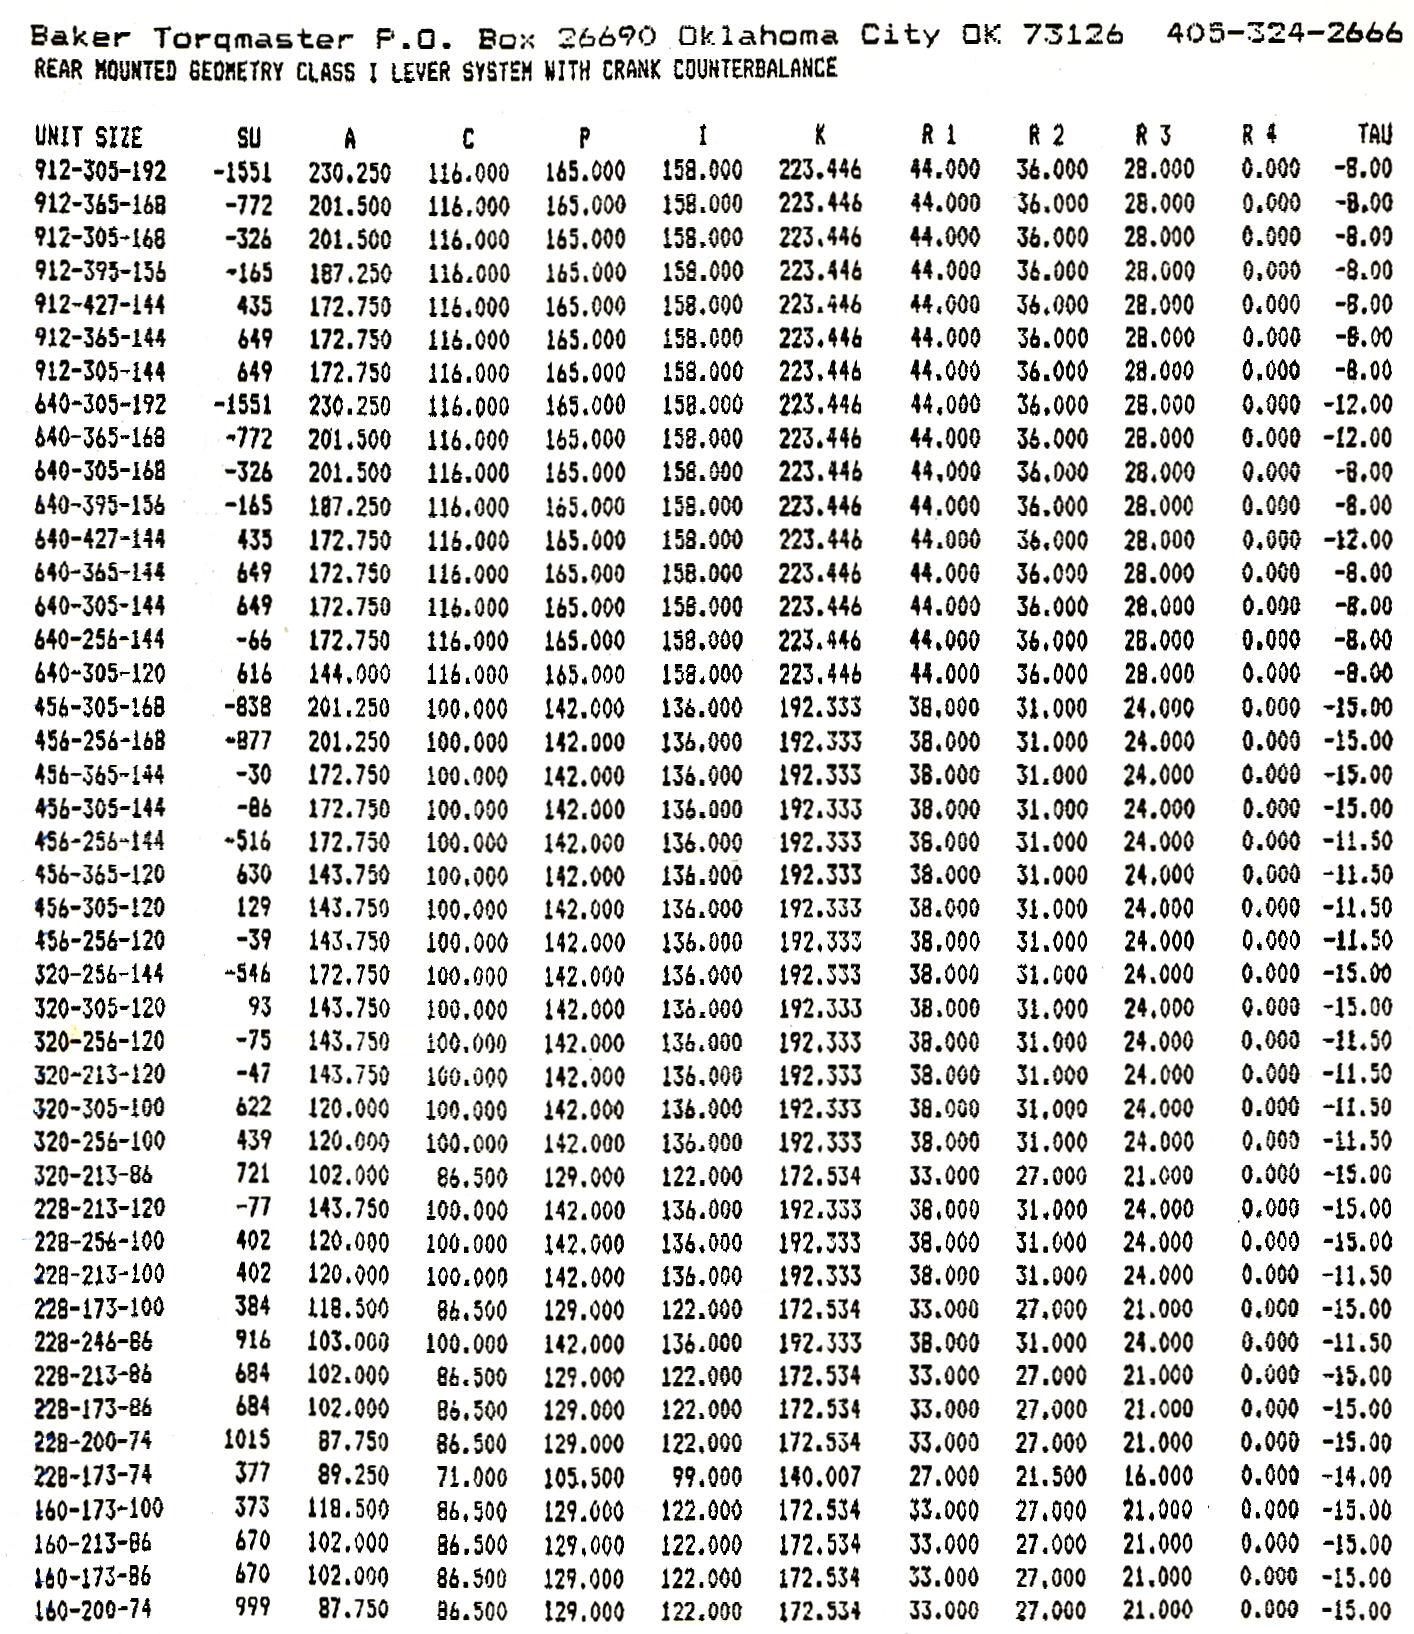 Baker Torqmaster P.O. Box 26690 Oklahoma City OK 73126 405-324-2666
REAR MOUNTED GEOMETRY CLASS I LEVER SYSTEM WITH CRANK COUNTERBALANCE
UNIT SIZE SU A C P I K R 1 R 2 R 3 R 4 TAU
912-305-192 -1551 230.250 116.000 165.000 158.000 223.446 44.000 36.000 28.000 0.000 -8.00
912-365-168 -772 201.500 116.000 165.000 158.000 223.446 44.000 36.000 28.000 0.000 -8.00
912-305-168 -326 201.500 116.000 165.000 158.000 223.446 44.000 36.000 28.000 0.000 -8.00
912-395-156 -165 187.250 116.000 165.000 158.000 223.446 44.000 36.000 28.000 0.000 -8.00
912-427-144 435 172.750 116.000 165.000 158.000 223.446 44.000 36.000 28.000 0.000 -8.00
912-365-144 649 172.750 116.000 165.000 158.000 223.446 44.000 36.000 28.000 0.000 -8.00
912-305-144 649 172.750 116.000 165.000 158.000 223.446 44.000 36.000 28.000 0.000 -8.00
640-305-192 -1551 230.250 116.000 165.000 158.000 223.446 44.000 36.000 28.000 0.000 -12.00
640-365-168 -772 201.500 116.000 165.000 158.000 223.446 44.000 36.000 28.000 0.000 -12.00
640-305-168 -326 201.500 116.000 165.000 158.000 223.446 44.000 36.000 28.000 0.000 -8.00
640-395-156 -165 187.250 116.000 165.000 158.000 223.446 44.000 36.000 28.000 0.000 -8.00
640-427-144 435 172.750 116.000 165.000 158.000 223.446 44.000 36.000 28.000 0.000 -12.00
640-365-144 649 172.750 116.000 165.000 158.000 223.446 44.000 36.000 28.000 0.000 -8.00
640-305-144 649 172.750 116.000 165.000 158.000 223.446 44.000 36.000 28.000 0.000 -8.00
640-256-144 -66 172.750 116.000 165.000 158.000 223.446 44.000 36.000 28.000 0.000 -8.00
640-305-120 616 144.000 116.000 165.000 158.000 223.446 44.000 36.000 28.000 0.000 -8.00
456-305-168 -838 201.250 100.000 142.000 136.000 192.333 38.000 31.000 24.000 0.000 -15.00
456-256-168 -877 201.250 100.000 142.000 136.000 192.333 38.000 31.000 24.000 0.000 -15.00
456-365-144 -30 172.750 100.000 142.000 136.000 192.333 38.000 31.000 24.000 0.000 -15.00
456-305-144 -86 172.750 100.000 142.000 136.000 192.333 38.000 31.000 24.000 0.000 -15.00
456-256-144 -516 172.750 100.000 142.000 136.000 192.333 38.000 31.000 24.000 0.000 -11.50
456-365-120 630 143.750 100.000 142.000 136.000 192.333 38.000 31.000 24.000 0.000 -11.50
456-305-120 129 143.750 100.000 142.000 136.000 192.333 38.000 31.000 24.000 0.000 -11.50
456-256-120 -39 143.750 100.000 142.000 136.000 192.333 38.000 31.000 24.000 0.000 -11.50
320-256-144 -546 172.750 100.000 142.000 136.000 192.333 38.000 31.000 24.000 0.000 -15.00
320-305-120 93 143.750 100.000 142.000 136.000 192.333 38.000 31.000 24.000 0.000 -15.00
320-256-120 -75 143.750 100.000 142.000 136.000 192.333 38.000 31.000 24.000 0.000 -11.50
320-213-120 -47 143.750 100.000 142.000 136.000 192.333 38.000 31.000 24.000 0.000 -11.50
320-305-100 622 120.000 100.000 142.000 136.000 192.333 38.000 31.000 24.000 0.000 -11.50
320-256-100 439 120.000 100.000 142.000 136.000 192.333 38.000 31.000 24.000 0.000 -11.50
320-213-86 721 102.000 86.500 129.000 122.000 172.534 33.000 27.000 21.000 0.000 -15.00
228-213-120 -77 143.750 100.000 142.000 136.000 192.333 38.000 31.000 24.000 0.000 -15.00
228-256-100 402 120.000 100.000 142.000 136.000 192.333 38.000 31.000 24.000 0.000 -15.00
228-213-100 402 120.000 100.000 142.000 136.000 192.333 38.000 31.000 24.000 0.000 -11.50
228-173-100 384 118.500 86.500 129.000 122.000 172.534 33.000 27.000 21.000 0.000 -15.00
228-246-86 916 103.000 100.000 142.000 136.000 192.333 38.000 31.000 24.000 0.000 -11.50
228-213-86 684 102.000 86.500 129.000 122.000 172.534 33.000 27.000 21.000 0.000 -15.00
228-173-86 684 102.000 86.500 129.000 122.000 172.534 33.000 27.000 21.000 0.000 -15.00
228-200-74 1015 87.750 86.500 129.000 122.000 172.534 33.000 27.000 21.000 0.000 -15.00
228-173-74 377 89.250 71.000 105.500 99.000 140.007 27.000 21.500 16.000 0.000 -14.00
160-173-100 373 118.500 86.500 129.000 122.000 172.534 33.000 27.000 21.000 0.000 -15.00
160-213-86 670 102.000 86.500 129.000 122.000 172.534 33.000 27.000 21.000 0.000 -15.00
160-173-86 670 102.000 86.500 129.000 122.000 172.534 33.000 27.000 21.000 0.000 -15.00
160-200-74 999 87.750 86.500 129.000 122.000 172.534 33.000 27.000 21.000 0.000 -15.00